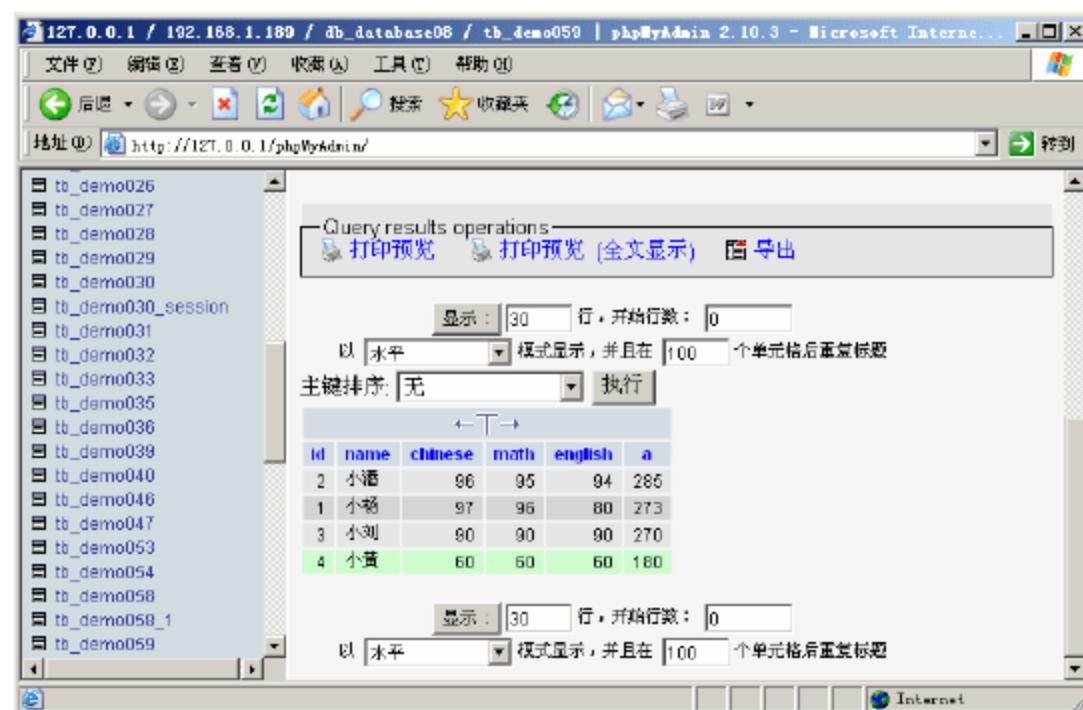 127.0.0.1 / 192.168.1.189 / db_database08 / tb_demo059 | phpMyAdmin 2.10.3 - Microsoft Interne...
文件(F) 编辑(E) 查看(V) 收藏(A) 工具(T) 帮助(H)
后退 搜索 收藏夹
地址(D) http://127.0.0.1/phpMyAdmin/ 转到
tb_demo026
tb_demo027
tb_demo028
tb_demo029
tb_demo030
tb_demo030_session
tb_demo031
tb_demo032
tb_demo033
tb_demo035
tb_demo036
tb_demo039
tb_demo040
tb_demo046
tb_demo047
tb_demo053
tb_demo054
tb_demo058
tb_demo058_1
tb_demo059
Query results operations
打印预览 打印预览 (全文显示) 导出
显示: 30 行,开始行数: 0
以 水平 模式显示,并且在 100 个单元格后重复标题
主键排序: 无 执行
←T→
id name chinese math english a
2 小潘 96 95 94 285
1 小杨 97 96 80 273
3 小刘 90 90 90 270
4 小黄 60 60 60 180
显示: 30 行,开始行数: 0
以 水平 模式显示,并且在 100 个单元格后重复标题
Internet